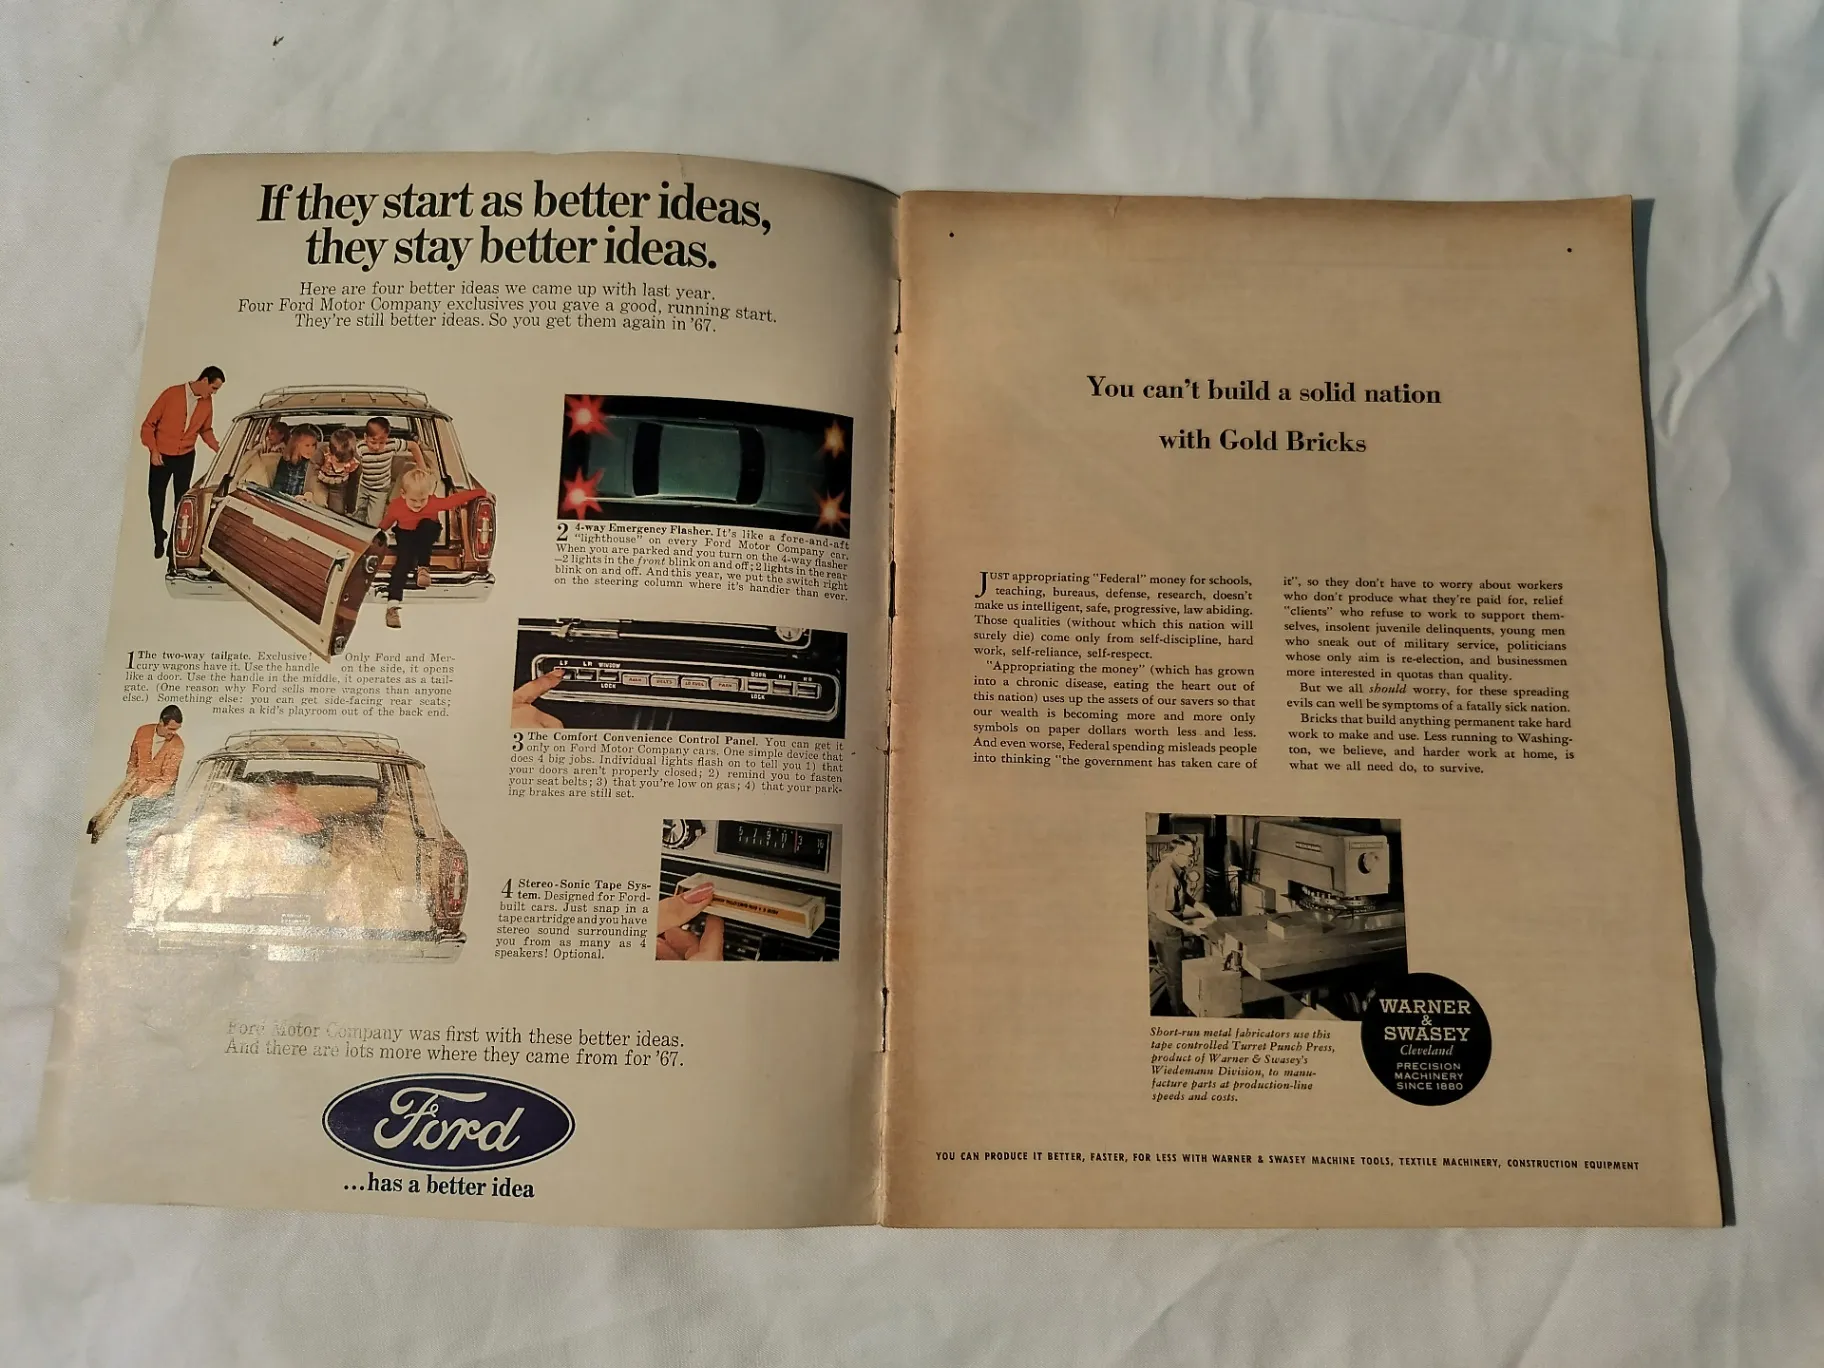 If they start as better ideas,
they stay better ideas.
Here are four better ideas we came up with last year.
Four Ford Motor Company exclusives you gave a good, running start.
They're still better ideas. So you get them again in '67.
1 The two-way tailgate. Exclusive! Only Ford and Mer-
cury wagons have it. Use the handle on the side, it opens
like a door. Use the handle in the middle, it operates as a tail-
gate. (One reason why Ford sells more wagons than anyone
else.) Something else: you can get side-facing rear seats;
makes a kid's playroom out of the back end.
2 4-way Emergency Flasher. It's like a fore-and-aft
"lighthouse" on every Ford Motor Company car.
When you are parked and you turn on the 4-way flasher
—2 lights in the front blink on and off; 2 lights in the rear
blink on and off. And this year, we put the switch right
on the steering column where it's handier than ever.
LF LR WINDOW
LOCK
DOOR
LOCK
3 The Comfort Convenience Control Panel. You can get it
only on Ford Motor Company cars. One simple device that
does 4 big jobs. Individual lights flash on to tell you 1) that
your doors aren't properly closed; 2) remind you to fasten
your seat belts; 3) that you're low on gas; 4) that your park-
ing brakes are still set.
5 7 9 11 13 16
4 Stereo-Sonic Tape Sys-
tem. Designed for Ford-
built cars. Just snap in a
tape cartridge and you have
stereo sound surrounding
you from as many as 4
speakers! Optional.
Ford Motor Company was first with these better ideas.
And there are lots more where they came from for '67.
Ford
...has a better idea
You can't build a solid nation
with Gold Bricks
JUST appropriating "Federal" money for schools,
teaching, bureaus, defense, research, doesn't
make us intelligent, safe, progressive, law abiding.
Those qualities (without which this nation will
surely die) come only from self-discipline, hard
work, self-reliance, self-respect.
"Appropriating the money" (which has grown
into a chronic disease, eating the heart out of
this nation) uses up the assets of our savers so that
our wealth is becoming more and more only
symbols on paper dollars worth less and less.
And even worse, Federal spending misleads people
into thinking "the government has taken care of
it", so they don't have to worry about workers
who don't produce what they're paid for, relief
"clients" who refuse to work to support them-
selves, insolent juvenile delinquents, young men
who sneak out of military service, politicians
whose only aim is re-election, and businessmen
more interested in quotas than quality.
But we all should worry, for these spreading
evils can well be symptoms of a fatally sick nation.
Bricks that build anything permanent take hard
work to make and use. Less running to Washing-
ton, we believe, and harder work at home, is
what we all need do, to survive.
Short-run metal fabricators use this
tape controlled Turret Punch Press,
product of Warner & Swasey's
Wiedemann Division, to manu-
facture parts at production-line
speeds and costs.
WARNER
&
SWASEY
Cleveland
PRECISION
MACHINERY
SINCE 1880
YOU CAN PRODUCE IT BETTER, FASTER, FOR LESS WITH WARNER & SWASEY MACHINE TOOLS, TEXTILE MACHINERY, CONSTRUCTION EQUIPMENT